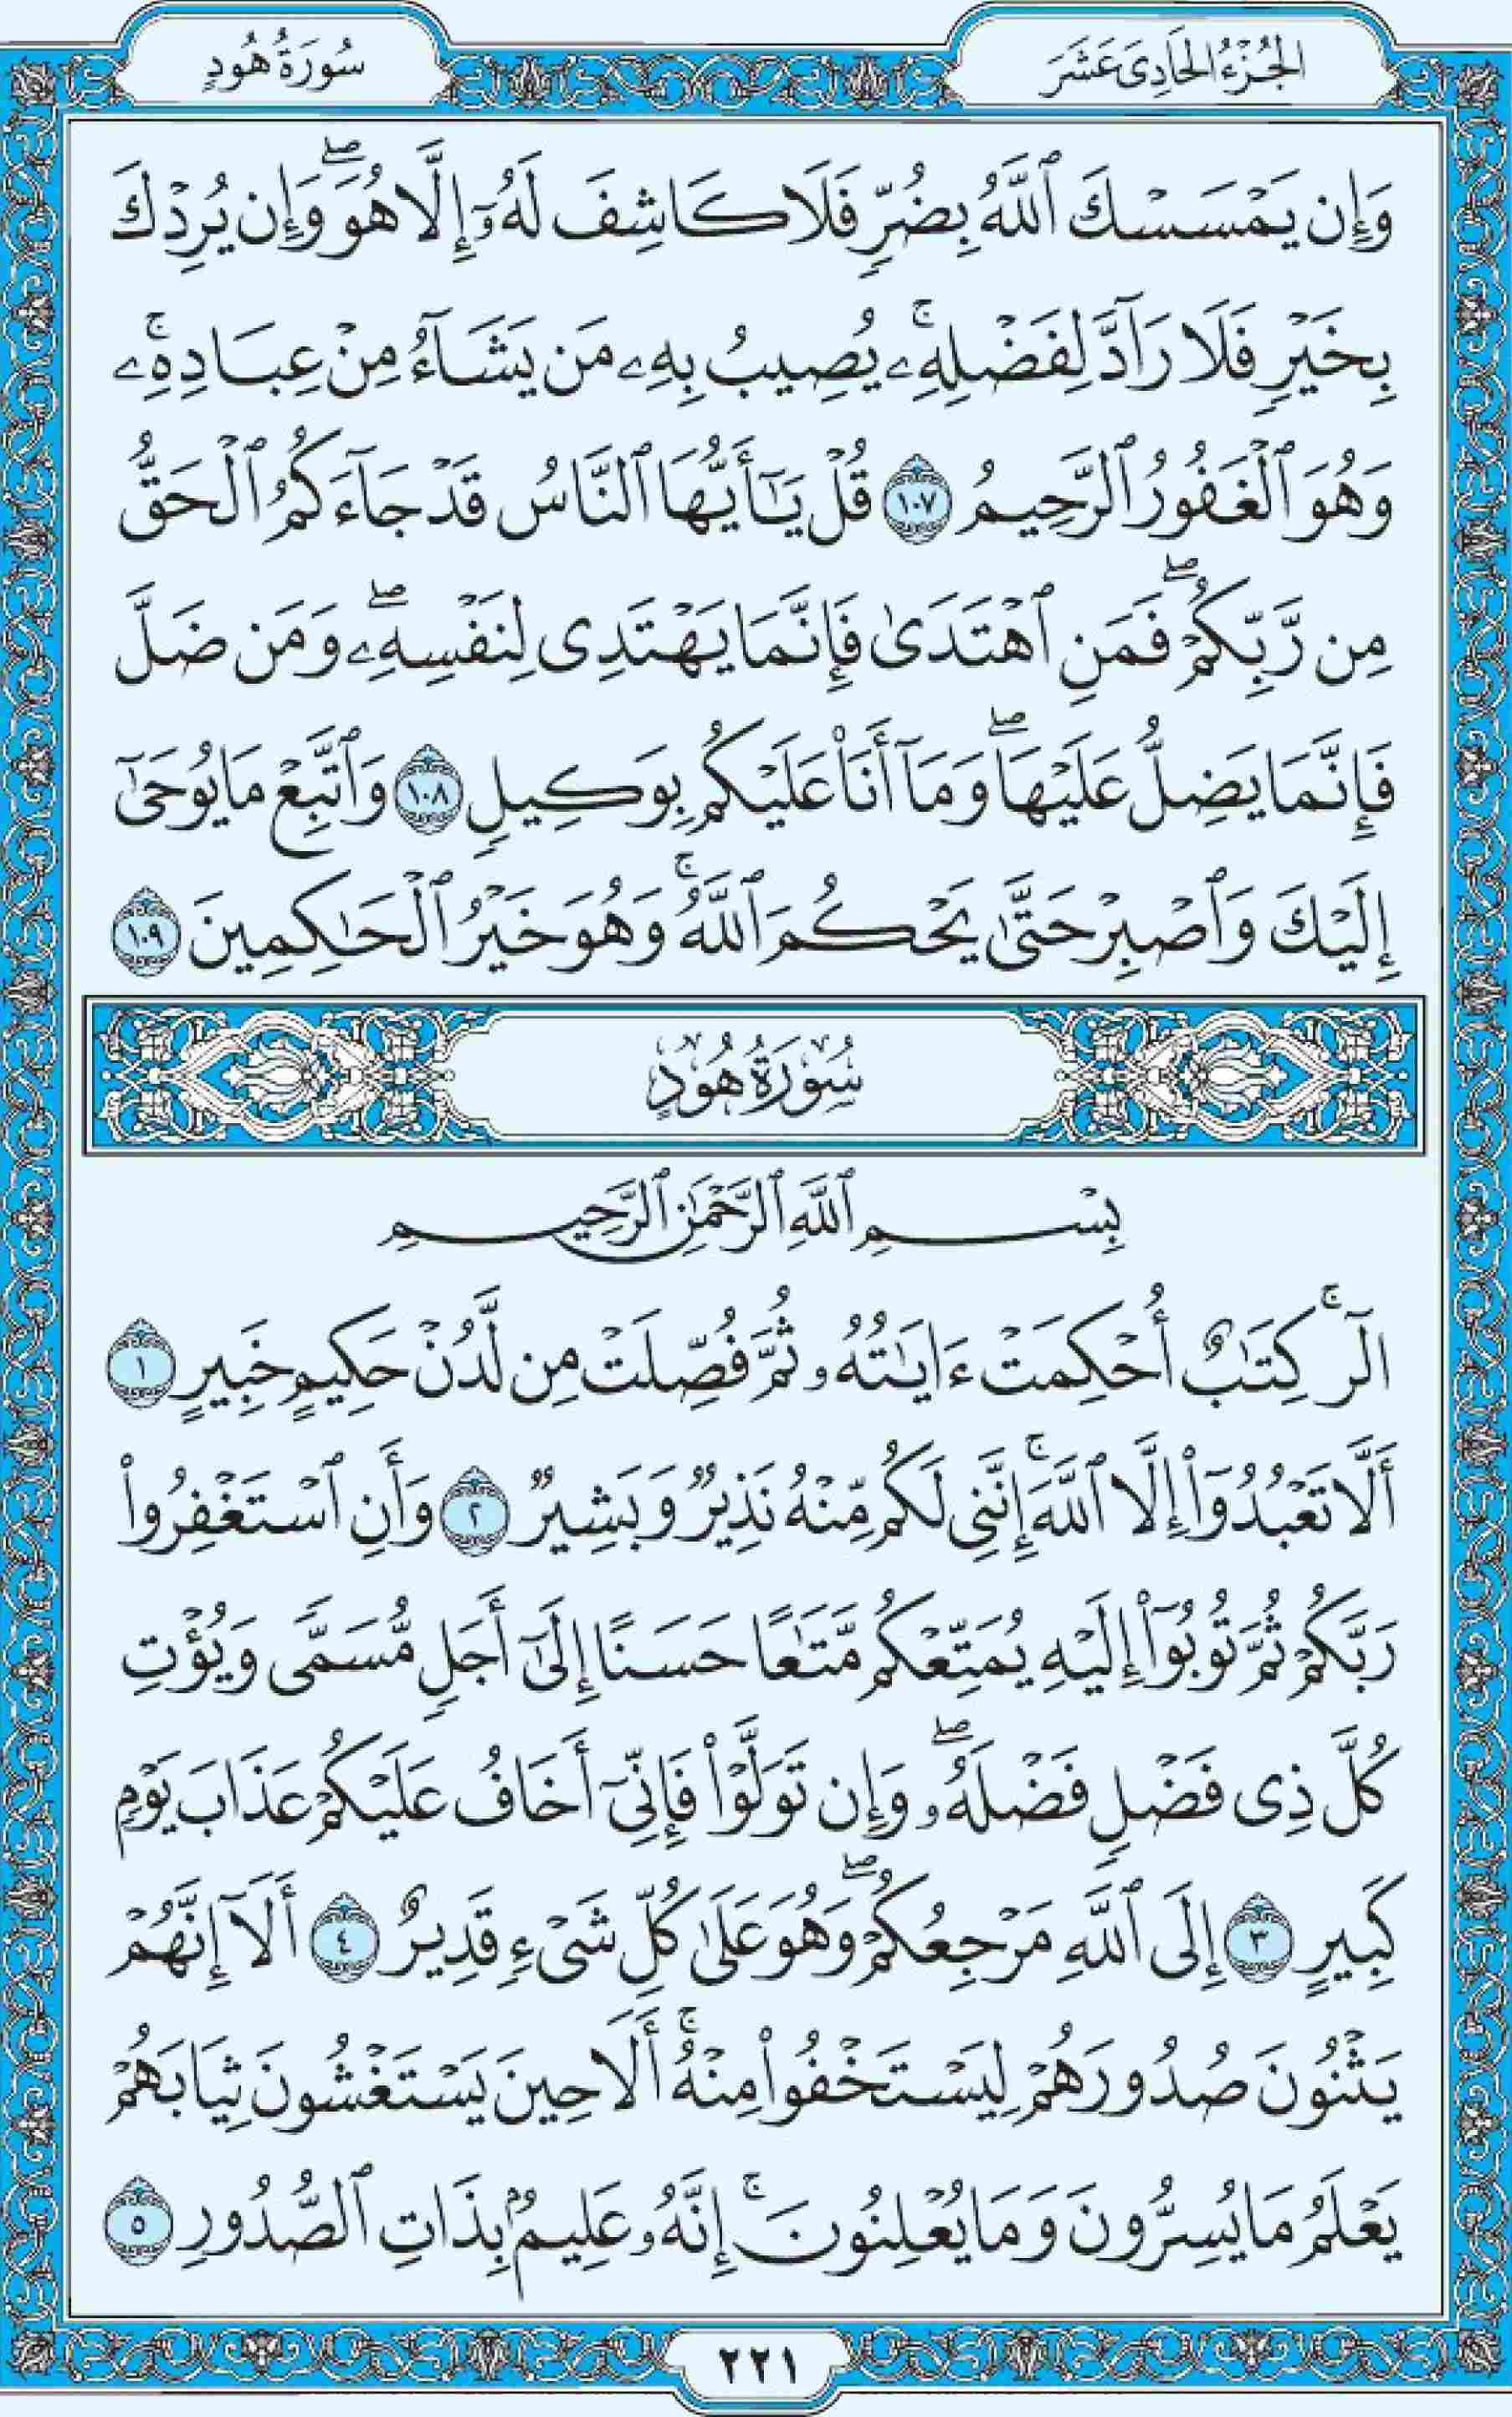 الجُزْءُ الحَادِي عَشَرَ
سُورَةُ هُودٍ
وَإِن يَمْسَسْكَ ٱللَّهُ بِضُرٍّ فَلَا كَاشِفَ لَهُۥٓ إِلَّا هُوَ ۖ وَإِن يُرِدْكَ
بِخَيْرٍ فَلَا رَآدَّ لِفَضْلِهِۦ ۚ يُصِيبُ بِهِۦ مَن يَشَآءُ مِنْ عِبَادِهِۦ ۚ
وَهُوَ ٱلْغَفُورُ ٱلرَّحِيمُ ١٠٧ قُلْ يَـٰٓأَيُّهَا ٱلنَّاسُ قَدْ جَآءَكُمُ ٱلْحَقُّ
مِن رَّبِّكُمْ ۖ فَمَنِ ٱهْتَدَىٰ فَإِنَّمَا يَهْتَدِى لِنَفْسِهِۦ ۖ وَمَن ضَلَّ
فَإِنَّمَا يَضِلُّ عَلَيْهَا ۖ وَمَآ أَنَا۠ عَلَيْكُم بِوَكِيلٍ ١٠٨ وَٱتَّبِعْ مَا يُوحَىٰٓ
إِلَيْكَ وَٱصْبِرْ حَتَّىٰ يَحْكُمَ ٱللَّهُ ۚ وَهُوَ خَيْرُ ٱلْحَـٰكِمِينَ ١٠٩
سُورَةُ هُودٍ
بِسْمِ ٱللَّهِ ٱلرَّحْمَـٰنِ ٱلرَّحِيمِ
الٓر ۚ كِتَـٰبٌ أُحْكِمَتْ ءَايَـٰتُهُۥ ثُمَّ فُصِّلَتْ مِن لَّدُنْ حَكِيمٍ خَبِيرٍ ١
أَلَّا تَعْبُدُوٓا۟ إِلَّا ٱللَّهَ ۚ إِنَّنِى لَكُم مِّنْهُ نَذِيرٌ وَبَشِيرٌ ٢ وَأَنِ ٱسْتَغْفِرُوا۟
رَبَّكُمْ ثُمَّ تُوبُوٓا۟ إِلَيْهِ يُمَتِّعْكُم مَّتَـٰعًا حَسَنًا إِلَىٰٓ أَجَلٍ مُّسَمًّى وَيُؤْتِ
كُلَّ ذِى فَضْلٍ فَضْلَهُۥ ۖ وَإِن تَوَلَّوْا۟ فَإِنِّىٓ أَخَافُ عَلَيْكُمْ عَذَابَ يَوْمٍ
كَبِيرٍ ٣ إِلَى ٱللَّهِ مَرْجِعُكُمْ ۖ وَهُوَ عَلَىٰ كُلِّ شَىْءٍ قَدِيرٌ ٤ أَلَآ إِنَّهُمْ
يَثْنُونَ صُدُورَهُمْ لِيَسْتَخْفُوا۟ مِنْهُ ۚ أَلَا حِينَ يَسْتَغْشُونَ ثِيَابَهُمْ
يَعْلَمُ مَا يُسِرُّونَ وَمَا يُعْلِنُونَ ۚ إِنَّهُۥ عَلِيمٌۢ بِذَاتِ ٱلصُّدُورِ ٥
٢٢١